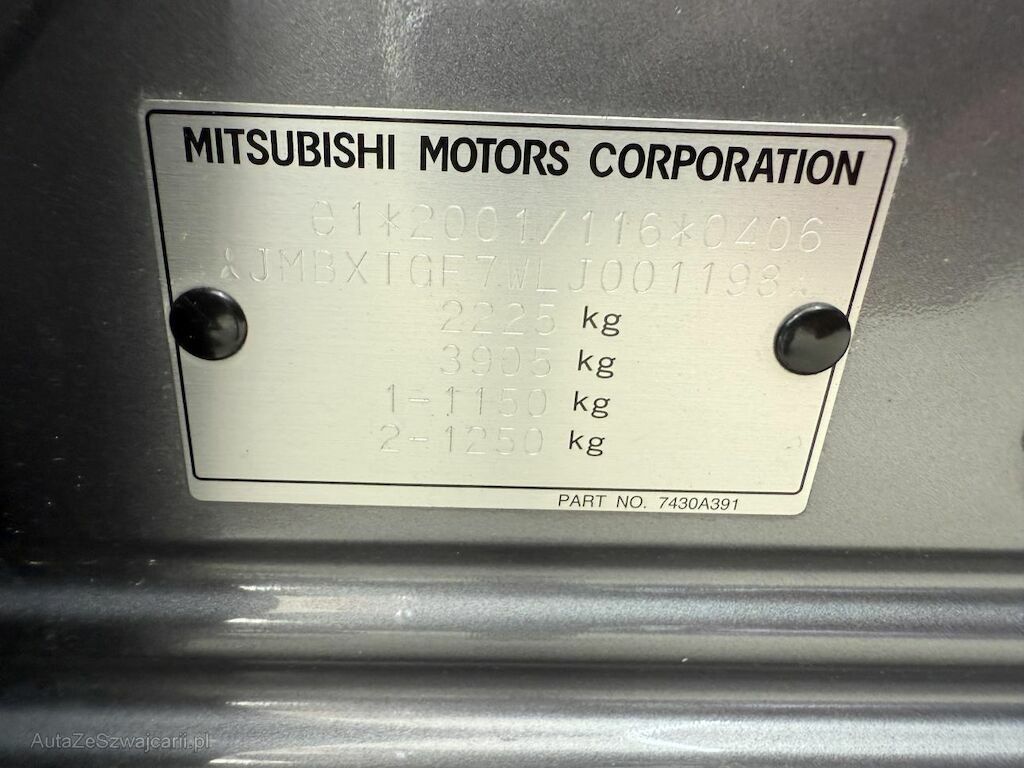 MITSUBISHI MOTORS CORPORATION
e1*2001/116*0406
*JMBXTGF7WLJ001193*
2225 kg
3905 kg
1-1150 kg
2-1250 kg
PART NO. 7430A391
AutaZeSzwajcarii.pl